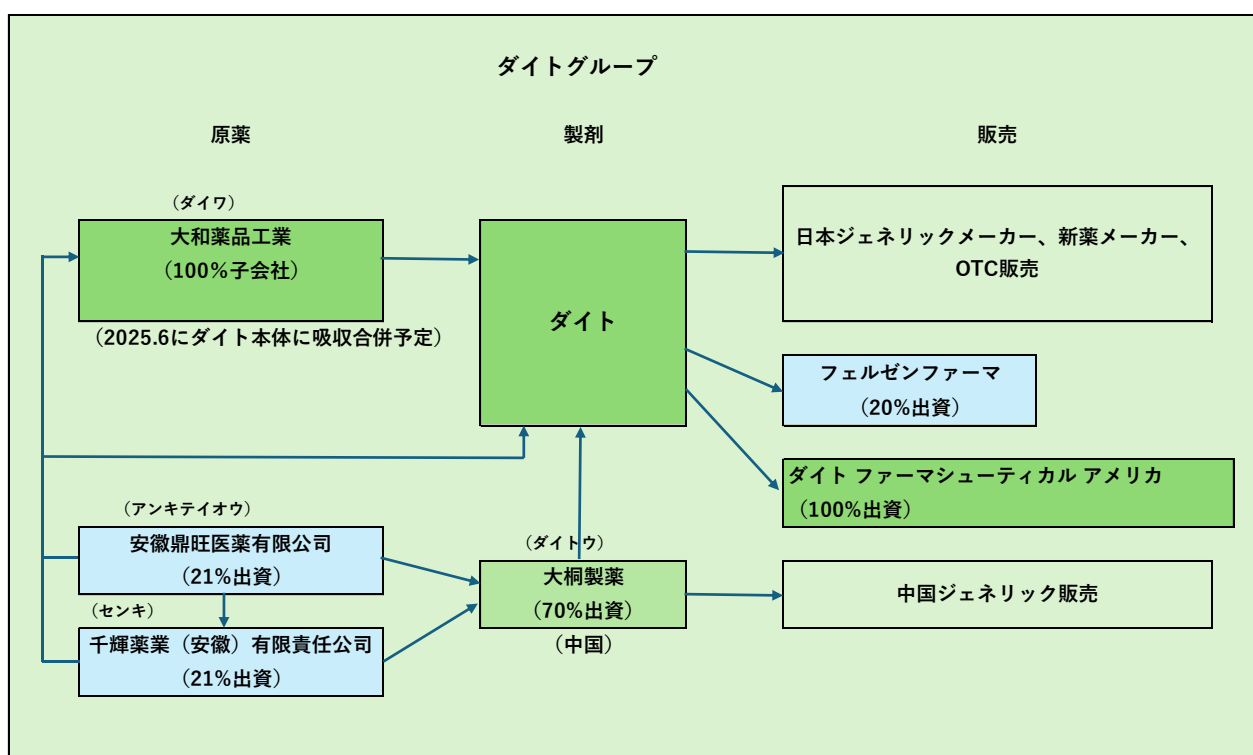 ダイトグループ
原薬
製剤
販売
（ダイワ）
大和薬品工業
（100%子会社）
（2025.6にダイト本体に吸収合併予定）
ダイト
日本ジェネリックメーカー、新薬メーカー、
OTC販売
フェルゼンファーマ
（20%出資）
ダイト ファーマシューティカル アメリカ
（100%出資）
（アンキテイオウ）
安徽鼎旺医薬有限公司
（21%出資）
（センキ）
千輝薬業（安徽）有限責任公司
（21%出資）
（ダイトウ）
大桐製薬
（70%出資）
（中国）
中国ジェネリック販売